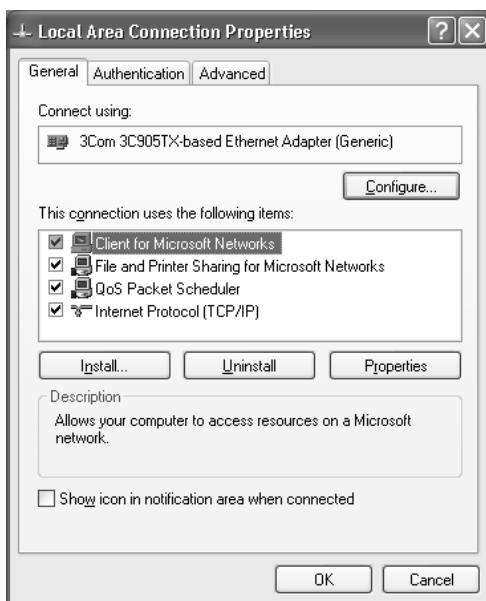 Local Area Connection Properties
General Authentication Advanced
Connect using:
3Com 3C905TX-based Ethernet Adapter (Generic)
Configure...
This connection uses the following items:
Client for Microsoft Networks
File and Printer Sharing for Microsoft Networks
QoS Packet Scheduler
Internet Protocol (TCP/IP)
Install... Uninstall Properties
Description
Allows your computer to access resources on a Microsoft
network.
Show icon in notification area when connected
OK Cancel